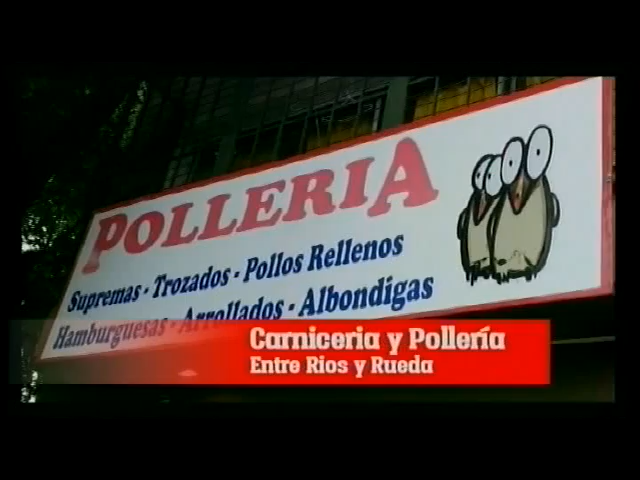 POLLERIA
Supremas - Trozados - Pollos Rellenos
Hamburguesas - Arrollados - Albondigas
Carniceria y Pollería
Entre Rios y Rueda